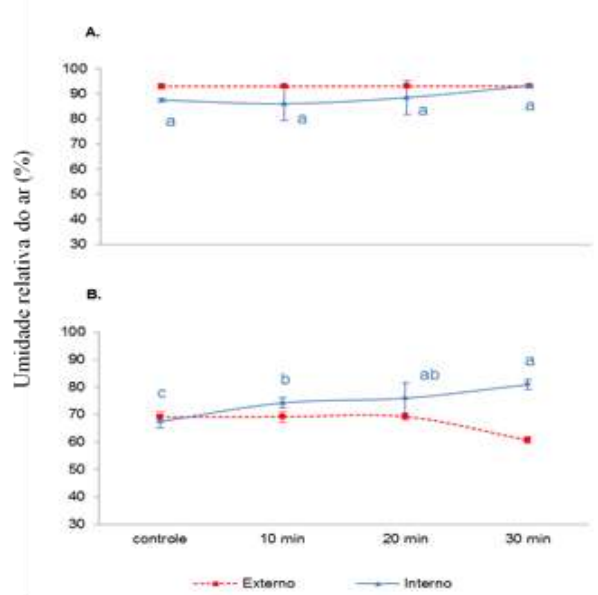 A.
Umidade relativa do ar (%)
100
90
80
70
60
50
40
30
a
a
a
a
B.
100
90
80
70
60
50
40
30
c
b
ab
a
controle 10 min 20 min 30 min
Externo Interno